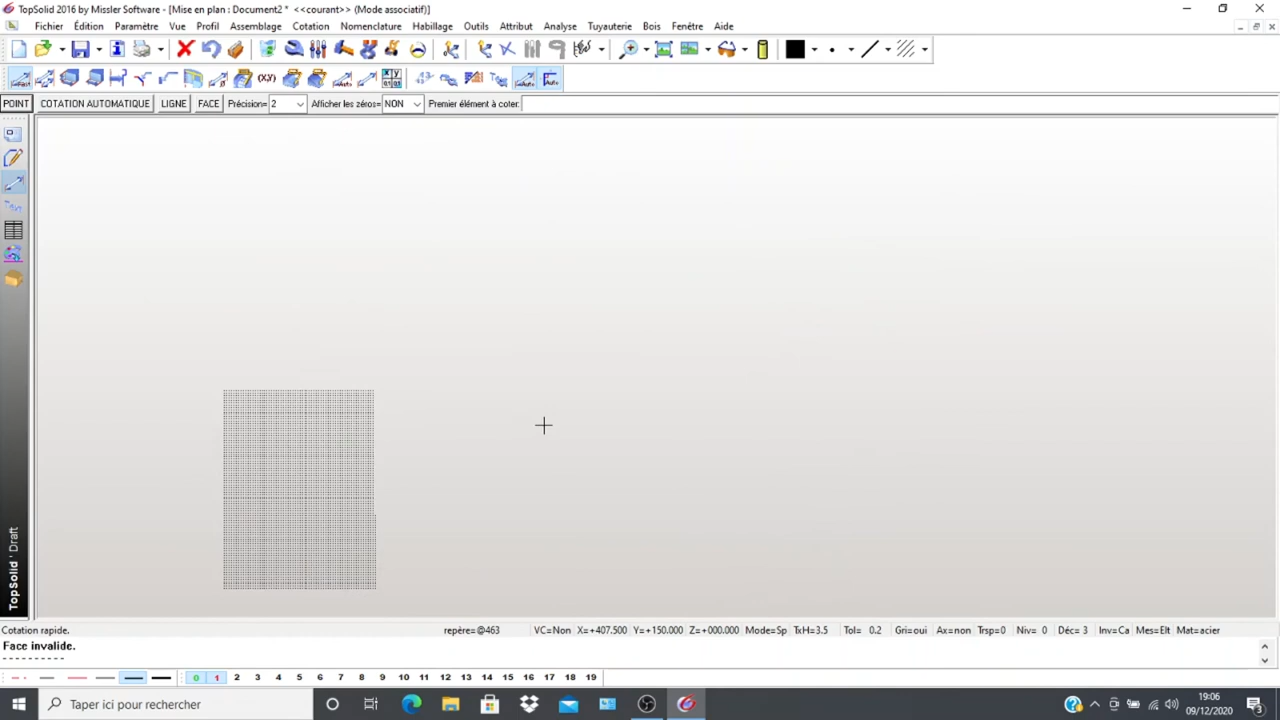 TopSolid 2016 by Missler Software - [Mise en plan : Document2 * <<courant>> (Mode associatif)]
Fichier Édition Paramètre Vue Profil Assemblage Cotation Nomenclature Habillage Outils Attribut Analyse Tuyauterie Bois Fenêtre Aide
POINT COTATION AUTOMATIQUE LIGNE FACE Précision= 2 Afficher les zéros= NON Premier élément à coter:
TopSolid ' Draft
Cotation rapide. repère=@463 VC=Non X=+407.500 Y=+150.000 Z=+000.000 Mode=Sp TxH=3.5 Tol= 0.2 Gri=oui Ax=non Trsp=0 Niv= 0 Déc= 3 Inv=Ca Mes=Elt Mat=acier
Face invalide.
----------
0 1 2 3 4 5 6 7 8 9 10 11 12 13 14 15 16 17 18 19
Taper ici pour rechercher
19:06
09/12/2020
3